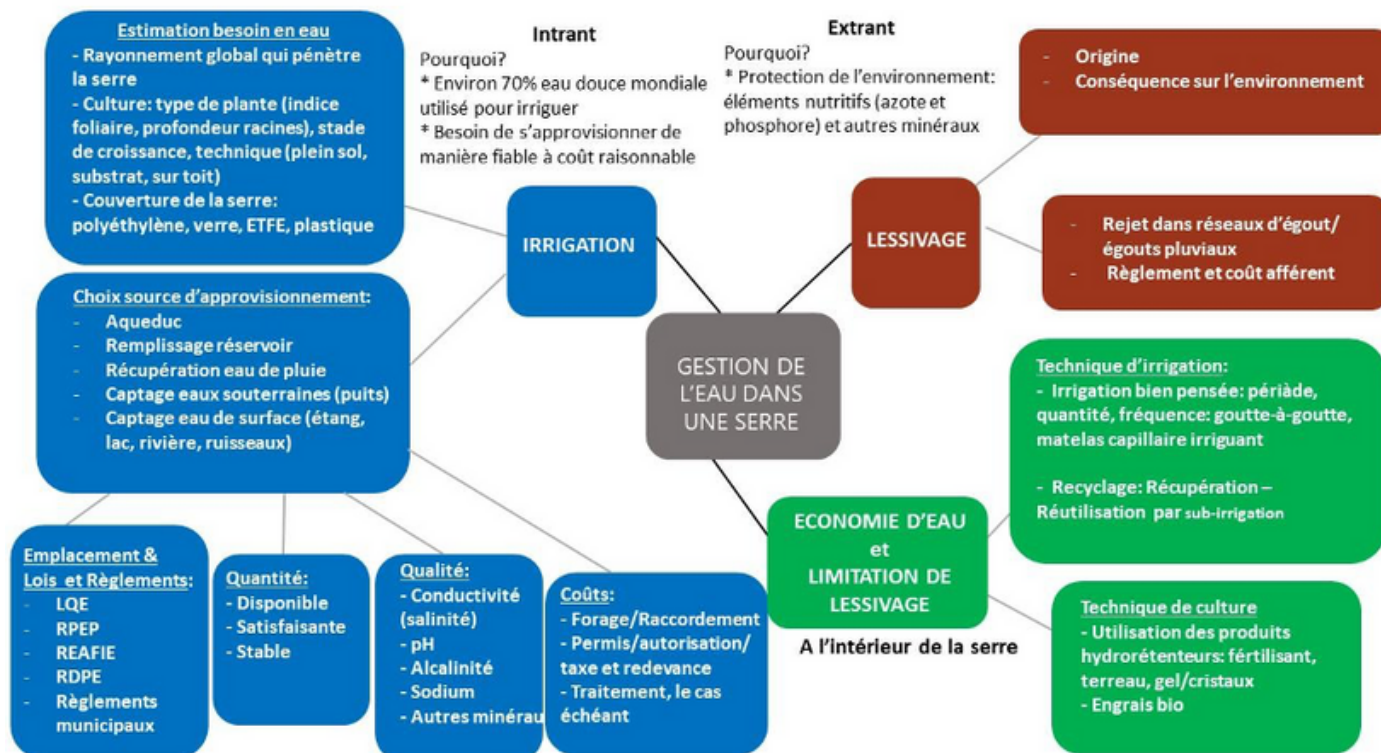 Estimation besoin en eau
- Rayonnement global qui pénètre
la serre
- Culture: type de plante (indice
foliaire, profondeur racines), stade
de croissance, technique (plein sol,
substrat, sur toit)
- Couverture de la serre:
polyéthylène, verre, ETFE, plastique
Intrant
Pourquoi?
* Environ 70% eau douce mondiale
utilisé pour irriguer
* Besoin de s'approvisionner de
manière fiable à coût raisonnable
Extrant
Pourquoi?
* Protection de l'environnement:
éléments nutritifs (azote et
phosphore) et autres minéraux
- Origine
- Conséquence sur l'environnement
IRRIGATION
LESSIVAGE
- Rejet dans réseaux d'égout/
égouts pluviaux
- Règlement et coût afférent
Choix source d'approvisionnement:
- Aqueduc
- Remplissage réservoir
- Récupération eau de pluie
- Captage eaux souterraines (puits)
- Captage eau de surface (étang,
lac, rivière, ruisseaux)
GESTION DE
L'EAU DANS
UNE SERRE
Technique d'irrigation:
- Irrigation bien pensée: périàde,
quantité, fréquence: goutte-à-goutte,
matelas capillaire irriguant
- Recyclage: Récupération –
Réutilisation par sub-irrigation
Emplacement &
Lois et Règlements:
- LQE
- RPEP
- REAFIE
- RDPE
- Règlements
municipaux
Quantité:
- Disponible
- Satisfaisante
- Stable
Qualité:
- Conductivité
(salinité)
- pH
- Alcalinité
- Sodium
- Autres minérau
Coûts:
- Forage/Raccordement
- Permis/autorisation/
taxe et redevance
- Traitement, le cas
échéant
ECONOMIE D'EAU
et
LIMITATION DE
LESSIVAGE
A l'intérieur de la serre
Technique de culture
- Utilisation des produits
hydrorétenteurs: fértilisant,
terreau, gel/cristaux
- Engrais bio